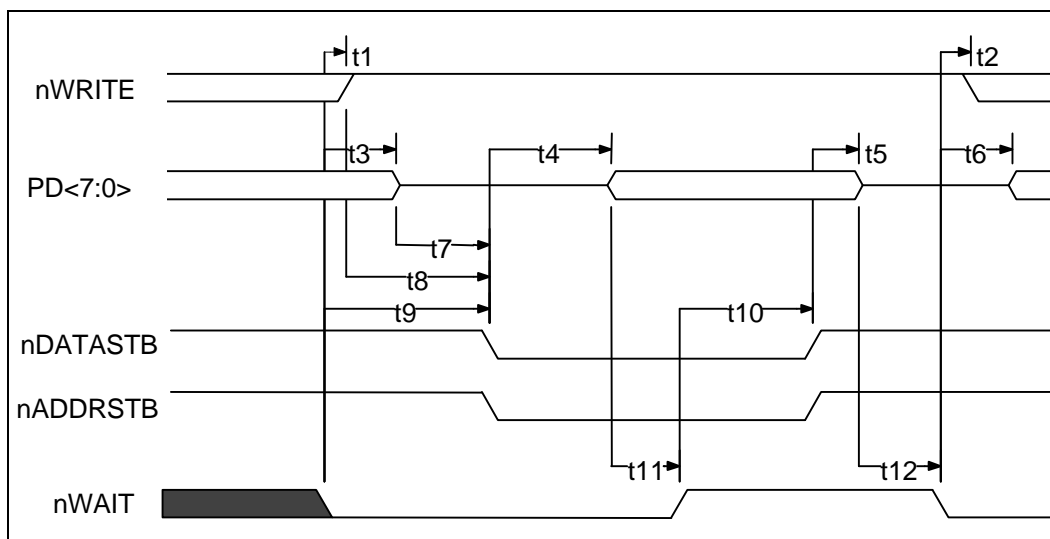 t1 t2
nWRITE
t3 t4 t5 t6
PD<7:0>
t7
t8
t9 t10
nDATASTB
nADDRSTB
t11 t12
nWAIT